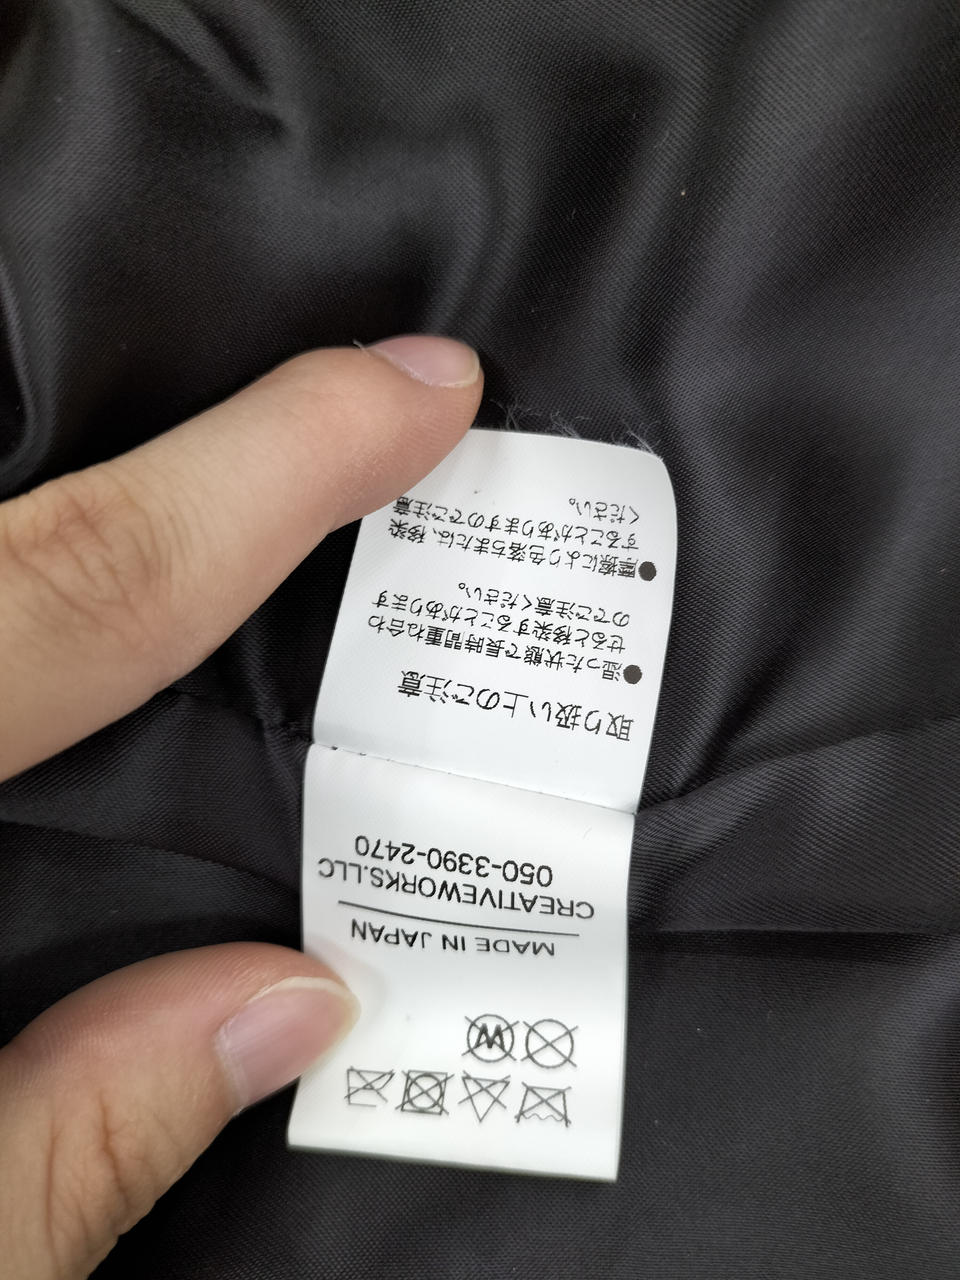 W
MADE IN JAPAN
CREATIVEWORKS.LLC
050-3390-2470
取り扱い上のご注意
●湿った状態で長時間重ね合わ
せると移染することがあります
のでご注意ください。
●摩擦により色落ちまたは、移染
することがありますのでご注意
ください。